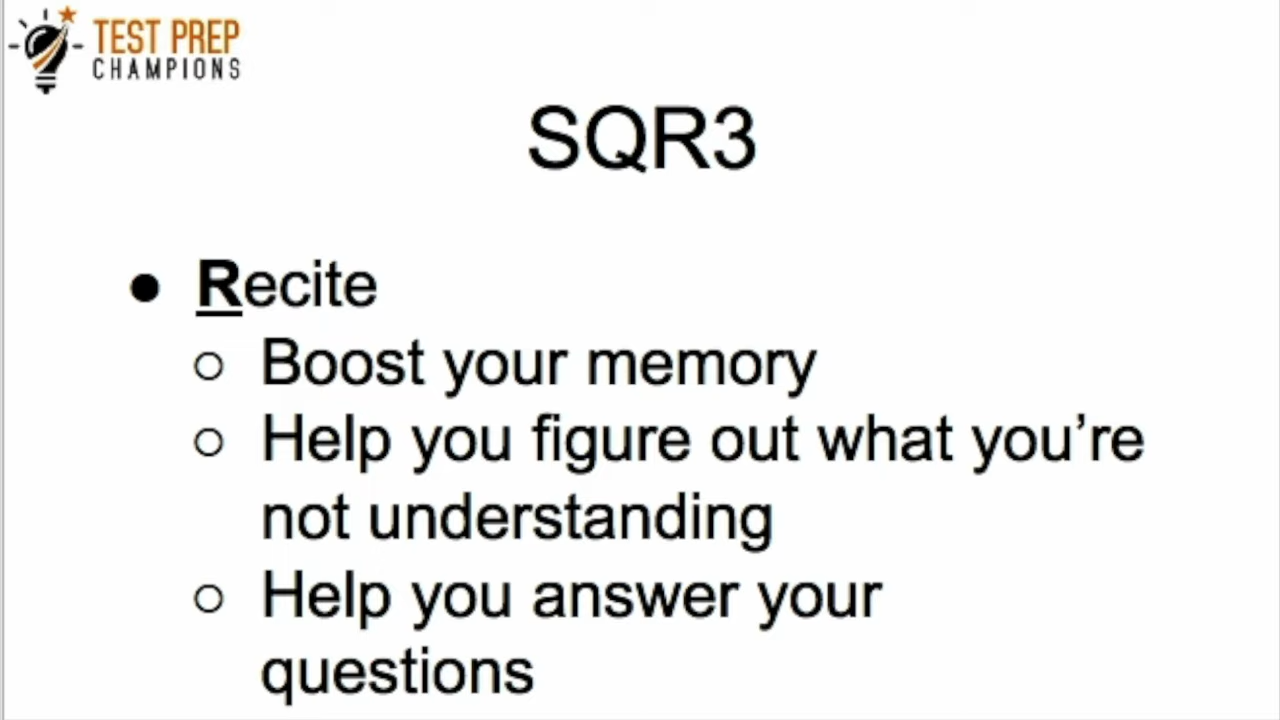 TEST PREP
CHAMPIONS
SQR3
● Recite
○ Boost your memory
○ Help you figure out what you’re
not understanding
○ Help you answer your
questions